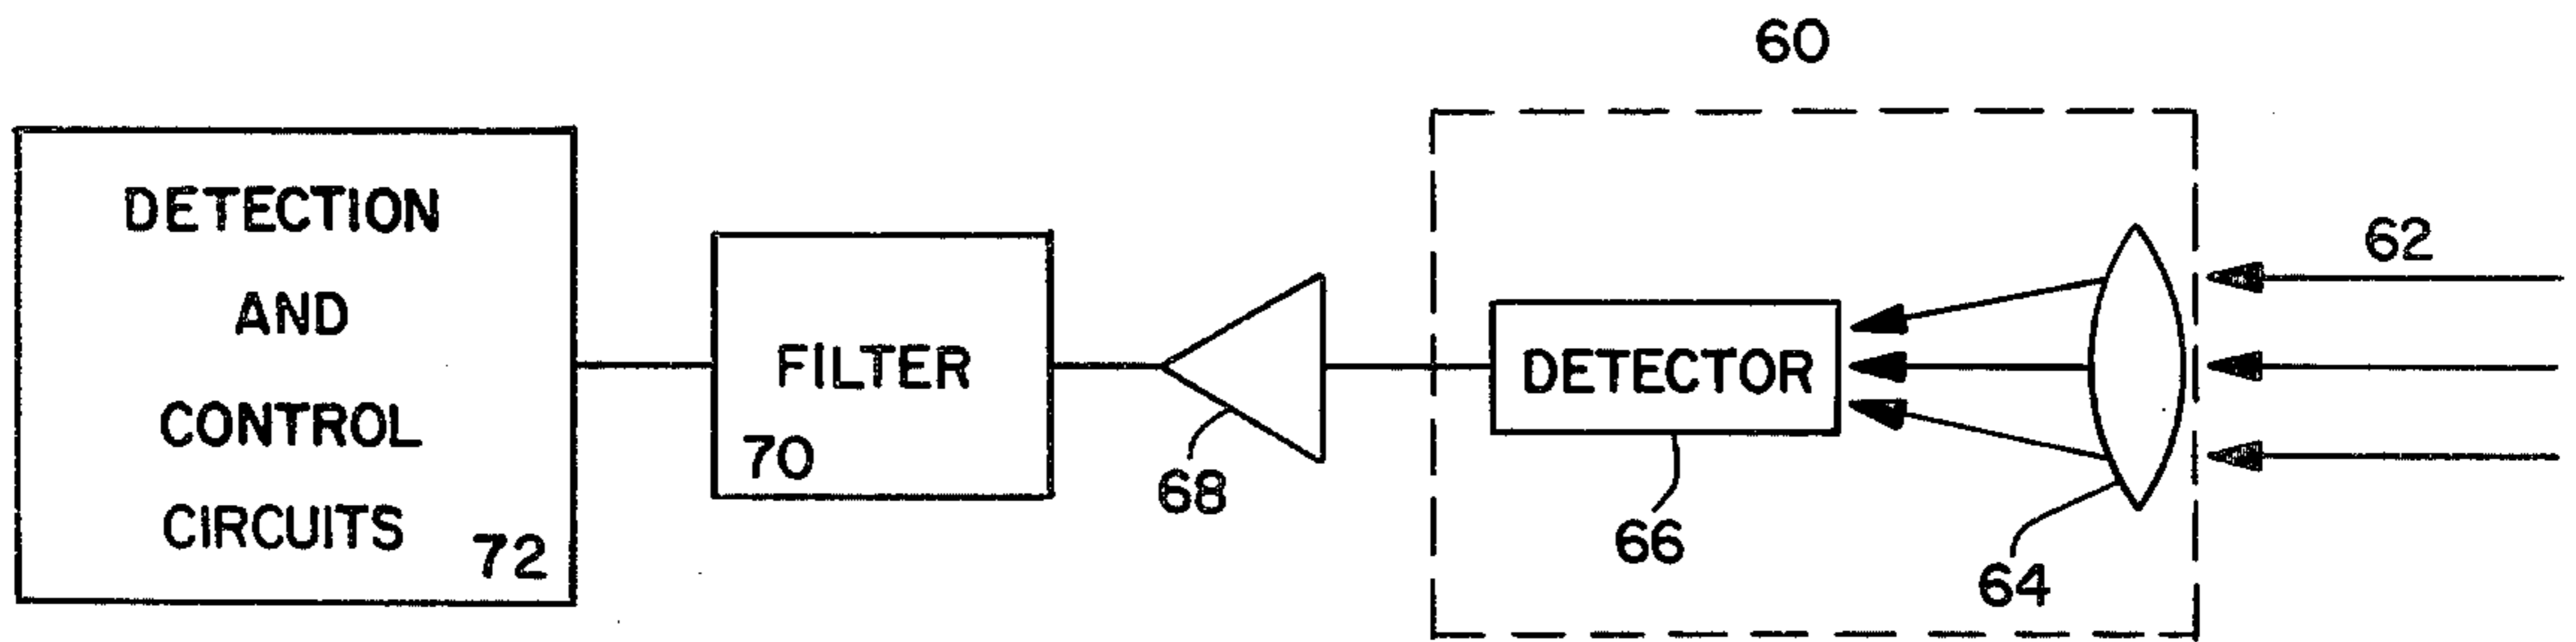 60
DETECTION
AND
CONTROL
CIRCUITS
72
FILTER
70
68
DETECTOR
66
64
62